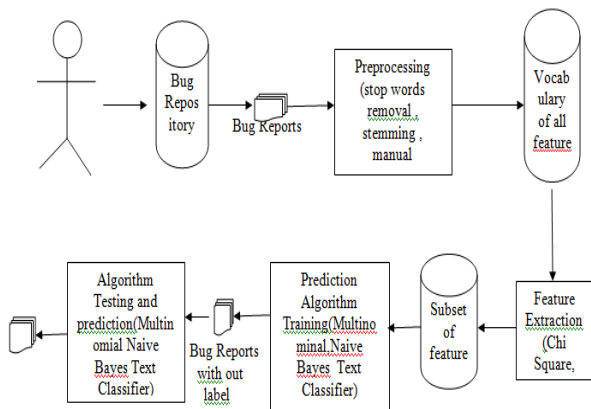 Bug
Repos
itory
Bug Reports
Preprocessing
(stop words
removal ,
stemming ,
manual
Vocab
ulary
of all
feature
Feature
Extraction
(Chi
Square,
Subset
of
feature
Prediction
Algorithm
Training(Multino
minal,Naive
Bayes Text
Classifier)
Bug Reports
with out
label
Algorithm
Testing and
prediction(Multin
omial Naive
Bayes Text
Classifier)